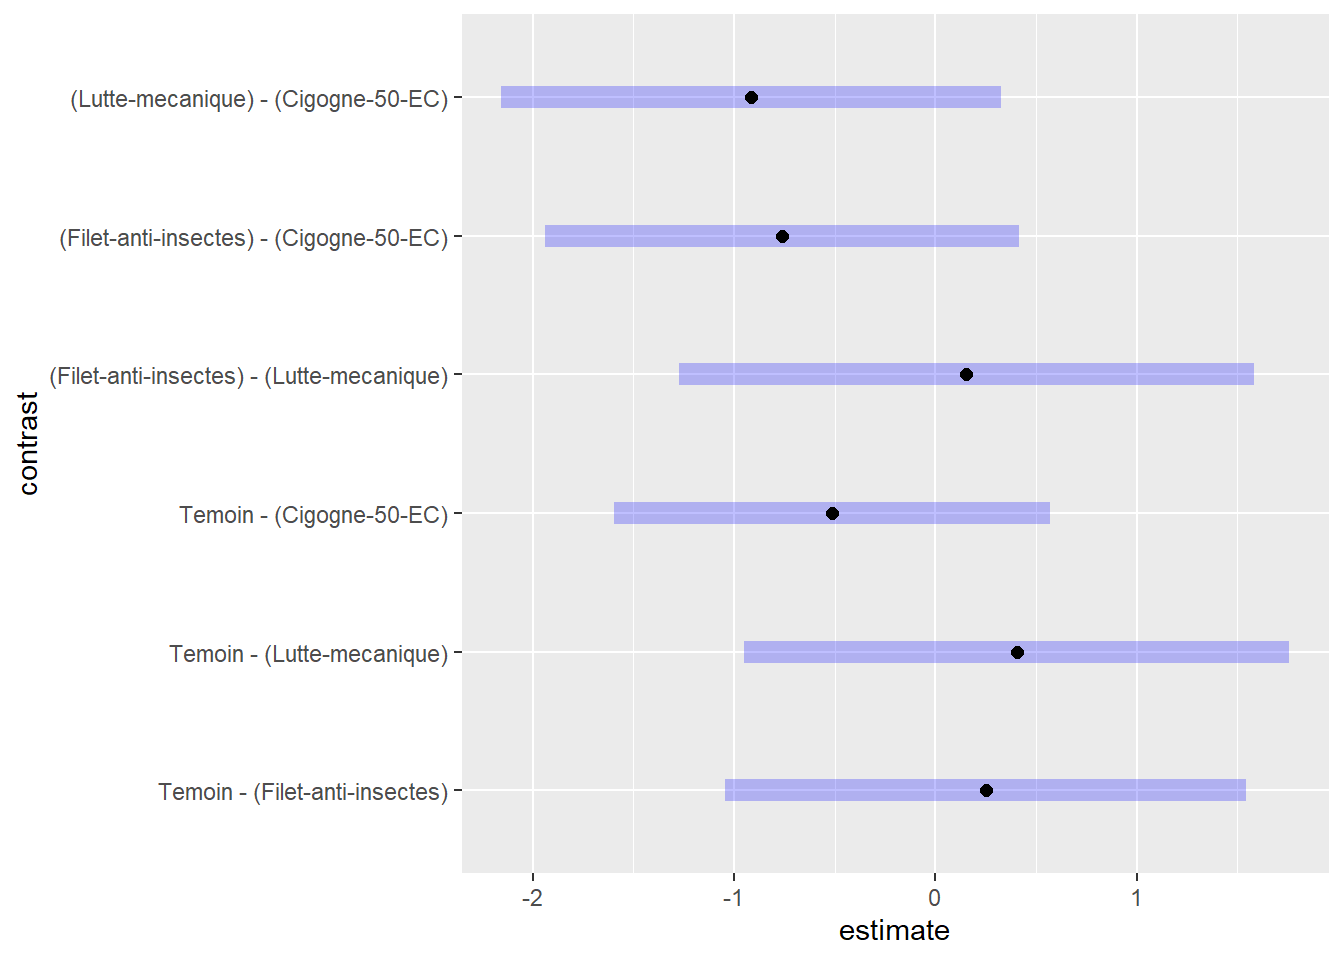 (Lutte-mecanique) - (Cigogne-50-EC)
(Filet-anti-insectes) - (Cigogne-50-EC)
(Filet-anti-insectes) - (Lutte-mecanique)
Temoin - (Cigogne-50-EC)
Temoin - (Lutte-mecanique)
Temoin - (Filet-anti-insectes)
contrast
-2 -1 0 1
estimate